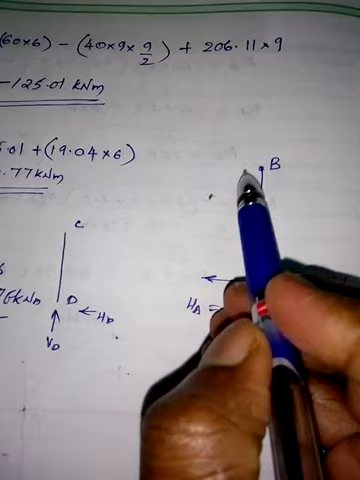 (60×6) - (40×9×9/2) + 206.11×9
-125.01 kNm
5.01 + (19.04×6)
.77kNm
B
C
D
← H_D
V_D
H_A =